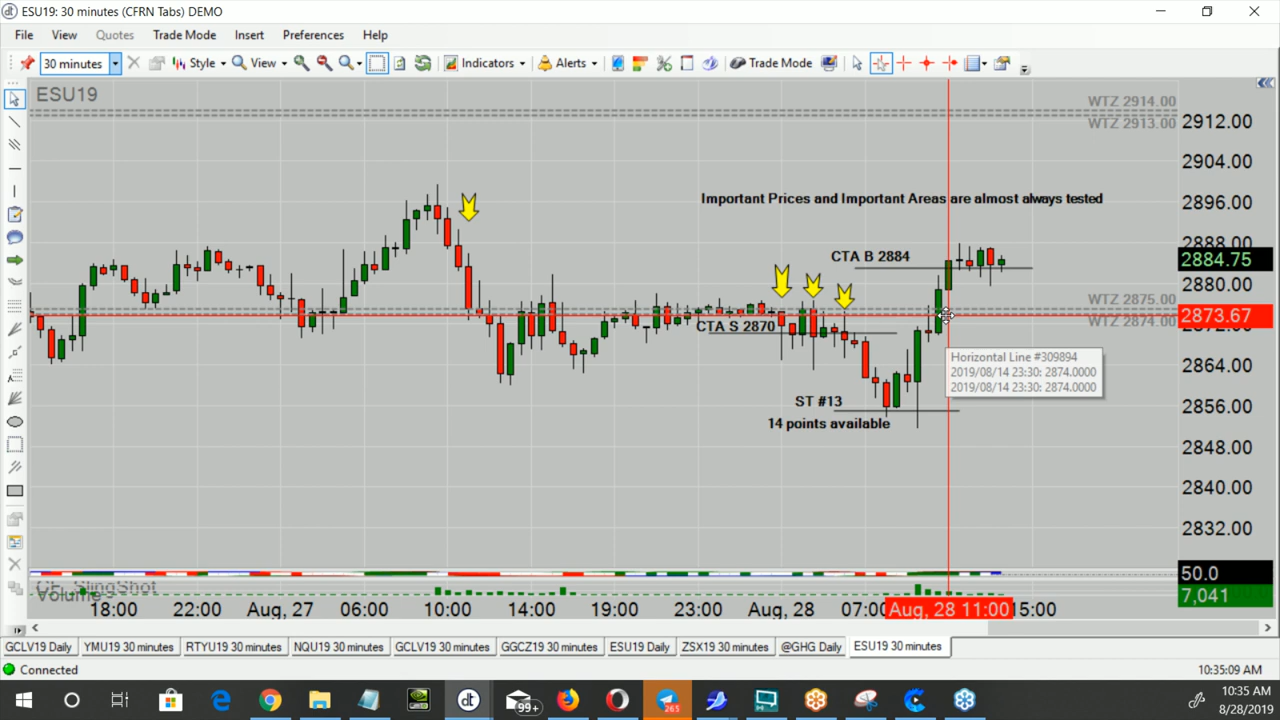 ESU19: 30 minutes (CFRN Tabs) DEMO
File View Quotes Trade Mode Insert Preferences Help
30 minutes Style View Indicators Alerts Trade Mode
ESU19
WTZ 2914.00
WTZ 2913.00
2912.00
2904.00
Important Prices and Important Areas are almost always tested
2896.00
2888.00
CTA B 2884
2884.75
2880.00
WTZ 2875.00
2873.67
WTZ 2874.00
2872.00
CTA S 2870
Horizontal Line #309894
2019/08/14 23:30: 2874.0000
2019/08/14 23:30: 2874.0000
2864.00
ST #13
2856.00
14 points available
2848.00
2840.00
2832.00
50.0
CF SlingShot
Volume
7,041
18:00 22:00 Aug, 27 06:00 10:00 14:00 19:00 23:00 Aug, 28 07:00 Aug, 28 11:00 15:00
GCLV19 Daily YMU19 30 minutes RTYU19 30 minutes NQU19 30 minutes GCLV19 30 minutes GGCZ19 30 minutes ESU19 Daily ZSX19 30 minutes @GHG Daily ESU19 30 minutes
Connected
10:35:09 AM
dt
99+
265
10:35 AM
8/28/2019